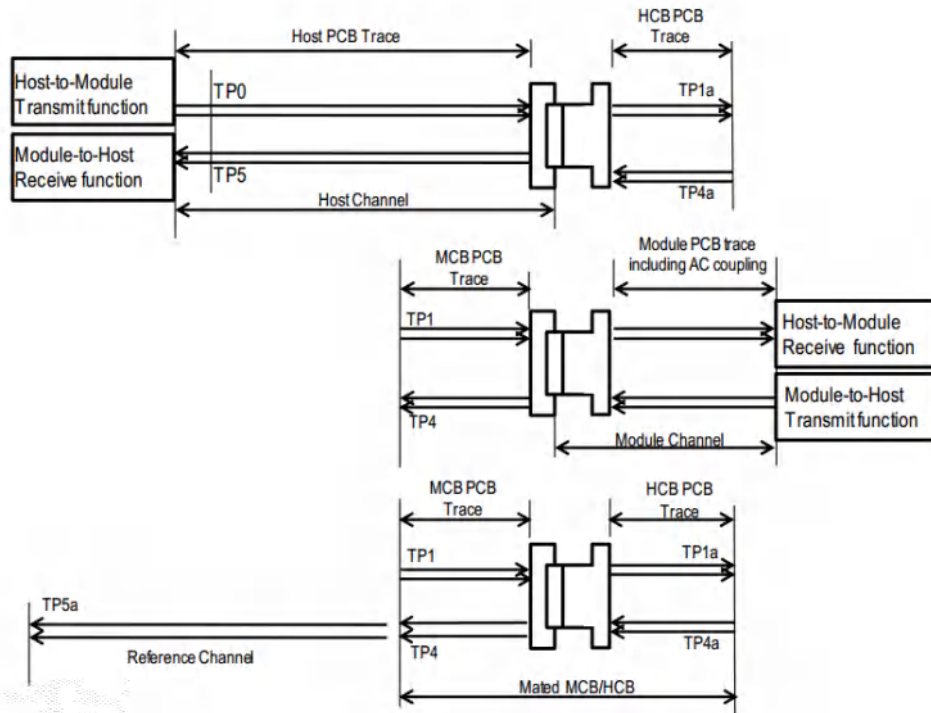 Host PCB Trace
HCB PCB
Trace
Host-to-Module
Transmit function
TP0
TP1a
Module-to-Host
Receive function
TP5
TP4a
Host Channel
MCB PCB
Trace
Module PCB trace
including AC coupling
TP1
Host-to-Module
Receive function
TP4
Module-to-Host
Transmit function
Module Channel
MCB PCB
Trace
HCB PCB
Trace
TP1
TP1a
TP5a
TP4
TP4a
Reference Channel
Mated MCB/HCB